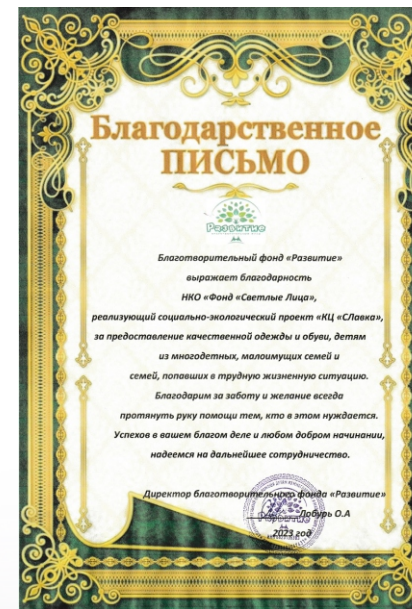 Благодарственное
ПИСЬМО
Развитие
Благотворительный фонд «Развитие»
выражает благодарность
НКО «Фонд «Светлые Лица»,
реализующий социально-экологический проект «КЦ «СЛавка»,
за предоставление качественной одежды и обуви, детям
из многодетных, малоимущих семей и
семей, попавших в трудную жизненную ситуацию.
Благодарим за заботу и желание всегда
протянуть руку помощи тем, кто в этом нуждается.
Успехов в вашем благом деле и любом добром начинании,
надеемся на дальнейшее сотрудничество.
Директор благотворительного фонда «Развитие»
Лобурь О.А
Развитие
2023 год